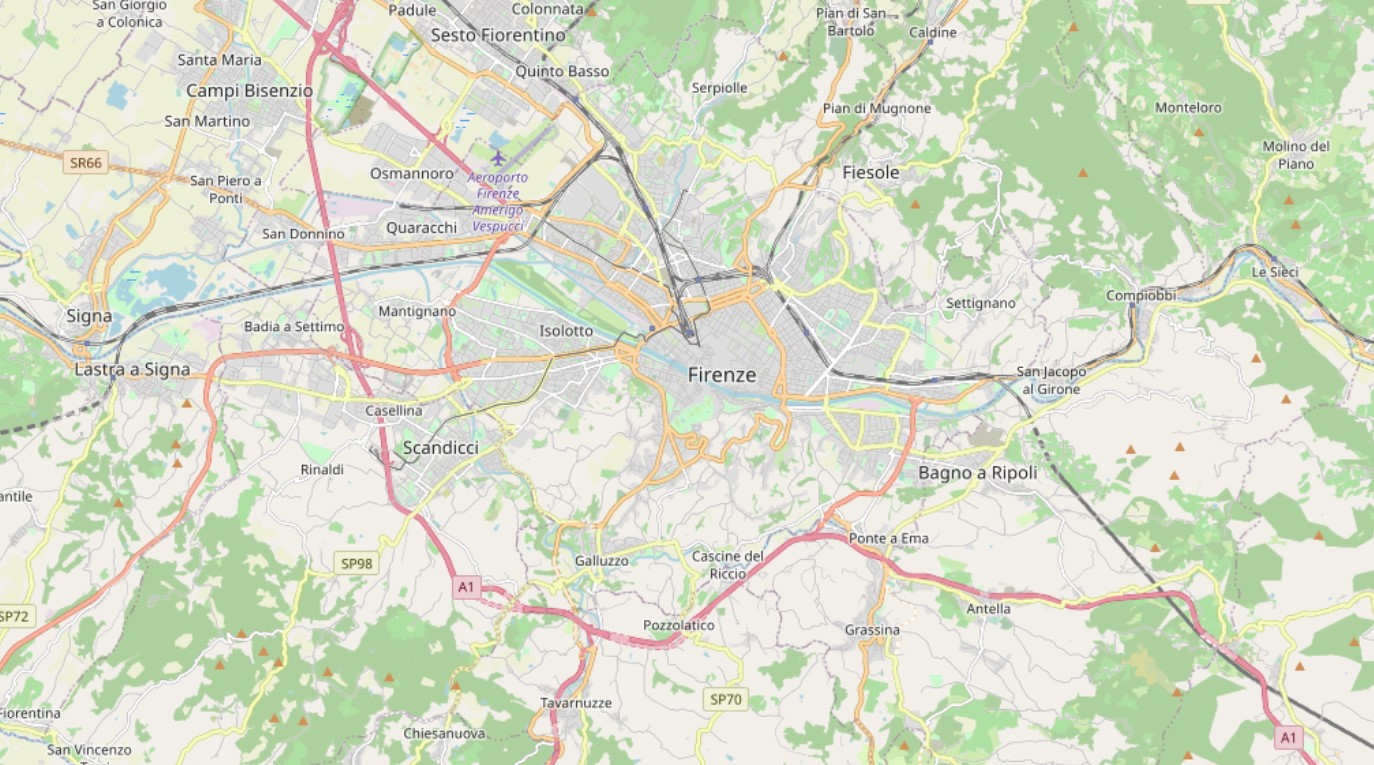 San Giorgio
a Colonica
Padule
Colonnata
Pian di San
Bartolo
Caldine
Sesto Fiorentino
Santa Maria
Quinto Basso
Campi Bisenzio
Serpiolle
Pian di Mugnone
Monteloro
San Martino
SR66
Molino del
Piano
Osmannoro
Aeroporto
Firenze
Amerigo
Vespucci
Fiesole
San Piero a
Ponti
San Donnino
Quaracchi
Le Sieci
Compiobbi
Settignano
Signa
Mantignano
Badia a Settimo
Isolotto
Lastra a Signa
Firenze
San Jacopo
al Girone
Casellina
Scandicci
Rinaldi
Bagno a Ripoli
antile
Ponte a Ema
SP98
Galluzzo
Cascine del
Riccio
A1
Antella
SP72
Pozzolatico
Grassina
Tavarnuzze
SP70
Fiorentina
Chiesanuova
A1
San Vincenzo